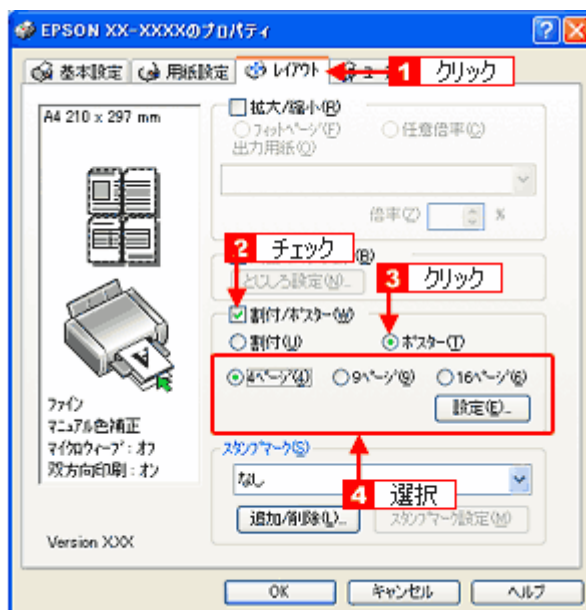 EPSON XX-XXXXのプロパティ
基本設定 用紙設定 レイアウト 1 クリック
A4 210 x 297 mm
拡大/縮小(R)
フィットページ(F) 任意倍率(C)
出力用紙(O)
倍率(Z) %
2 チェック
(B)
とじしろ設定(N)...
3 クリック
割付/ポスター(W)
割付(U) ポスター(T)
4ページ(4) 9ページ(9) 16ページ(6)
設定(E)...
ファイン
マニュアル色補正
マイクロウィーブ : オフ
双方向印刷 : オン
スタンプマーク(S)
なし
4 選択
追加/削除(L)... スタンプマーク設定(M)
Version XXX
OK キャンセル ヘルプ